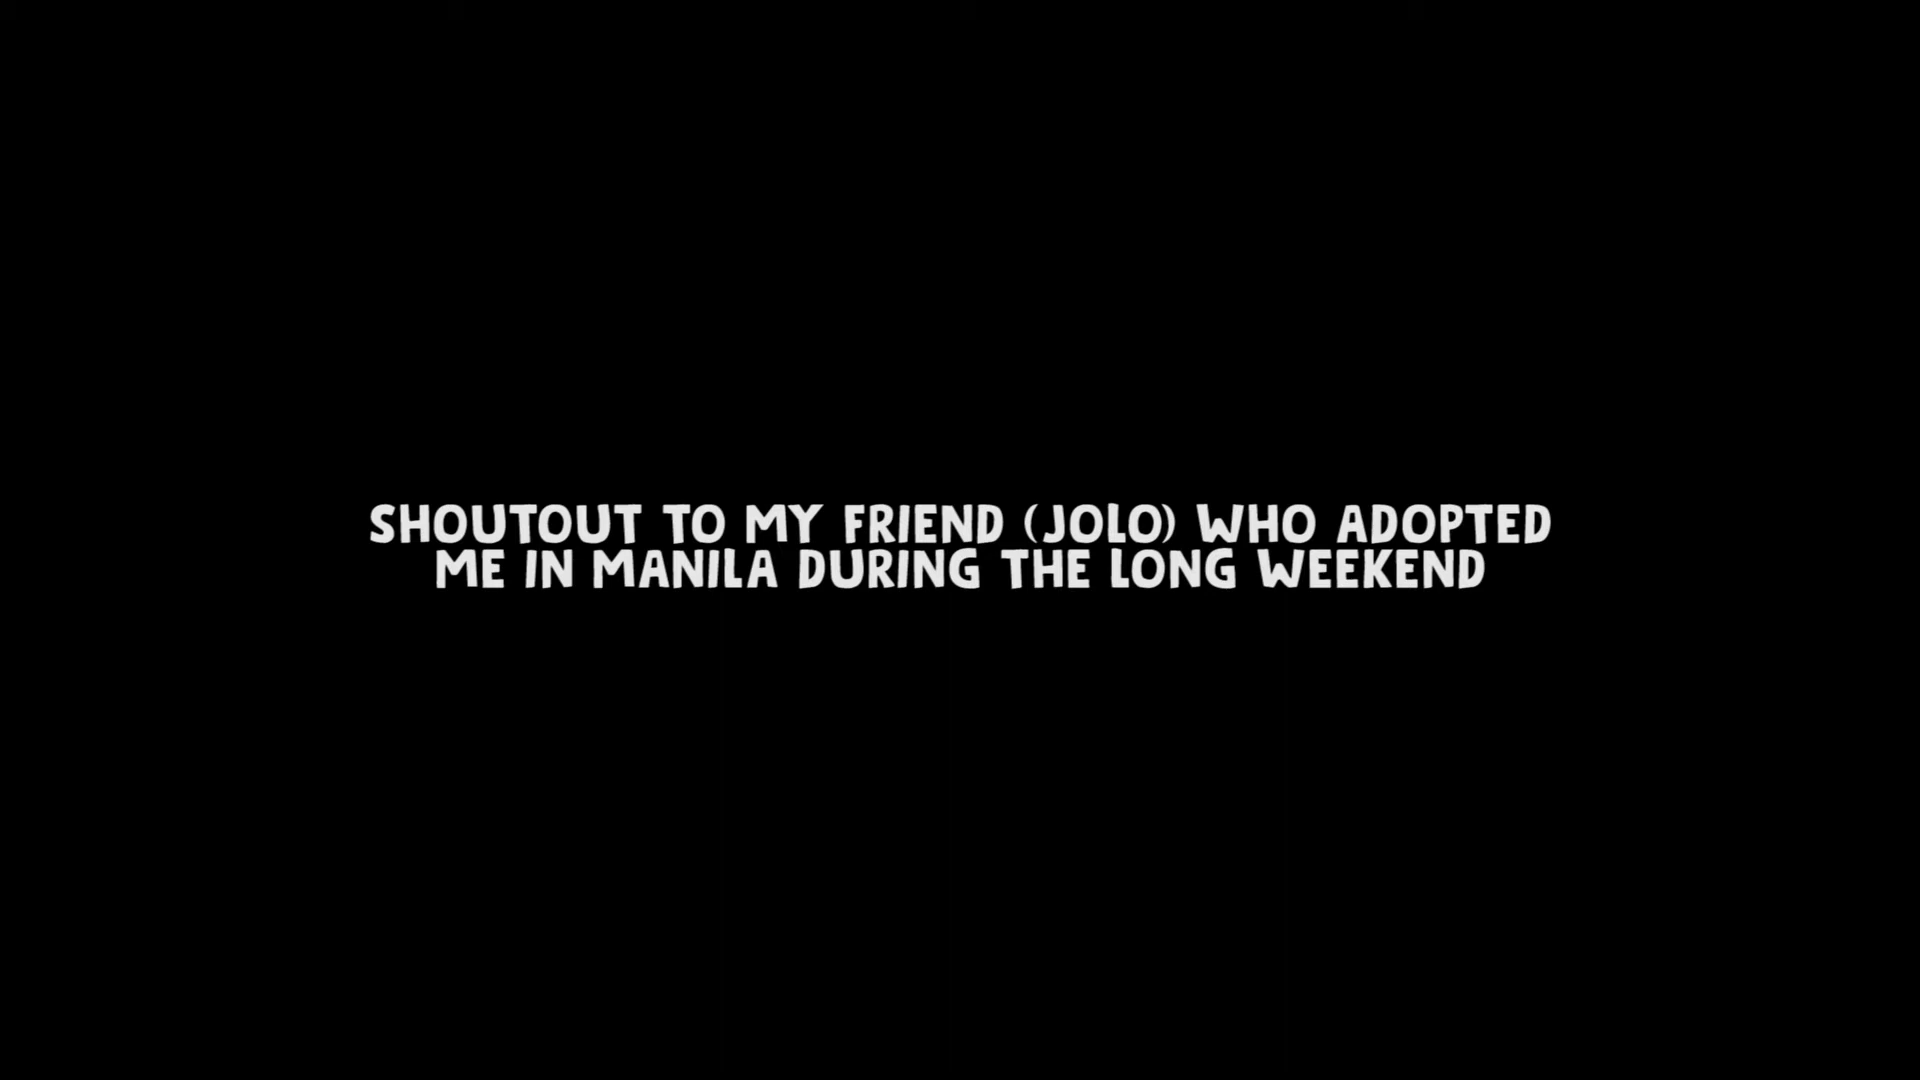 SHOUTOUT TO MY FRIEND (JOLO) WHO ADOPTED
ME IN MANILA DURING THE LONG WEEKEND